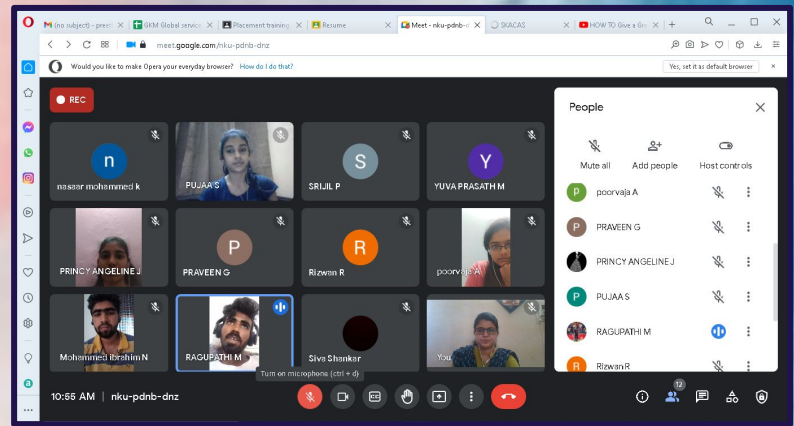 (no subject) - preeti
GKM Global service
Placement training
Resume
Meet - nku-pdnb-d
SKACAS
HOW TO Give a Gre
meet.google.com/nku-pdnb-dnz
Would you like to make Opera your everyday browser? How do I do that?
Yes, set it as default browser
REC
n
nasaar mohammed k
PUJAA S
S
SRIJIL P
Y
YUVA PRASATH M
PRINCY ANGELINE J
P
PRAVEEN G
R
Rizwan R
poorvaja A
Mohammed ibrahim N
RAGUPATHI M
Siva Shankar
You
Turn on microphone (ctrl + d)
People
Mute all
Add people
Host controls
p
poorvaja A
P
PRAVEEN G
PRINCY ANGELINE J
P
PUJAA S
RAGUPATHI M
R
Rizwan R
10:55 AM | nku-pdnb-dnz
CC
12